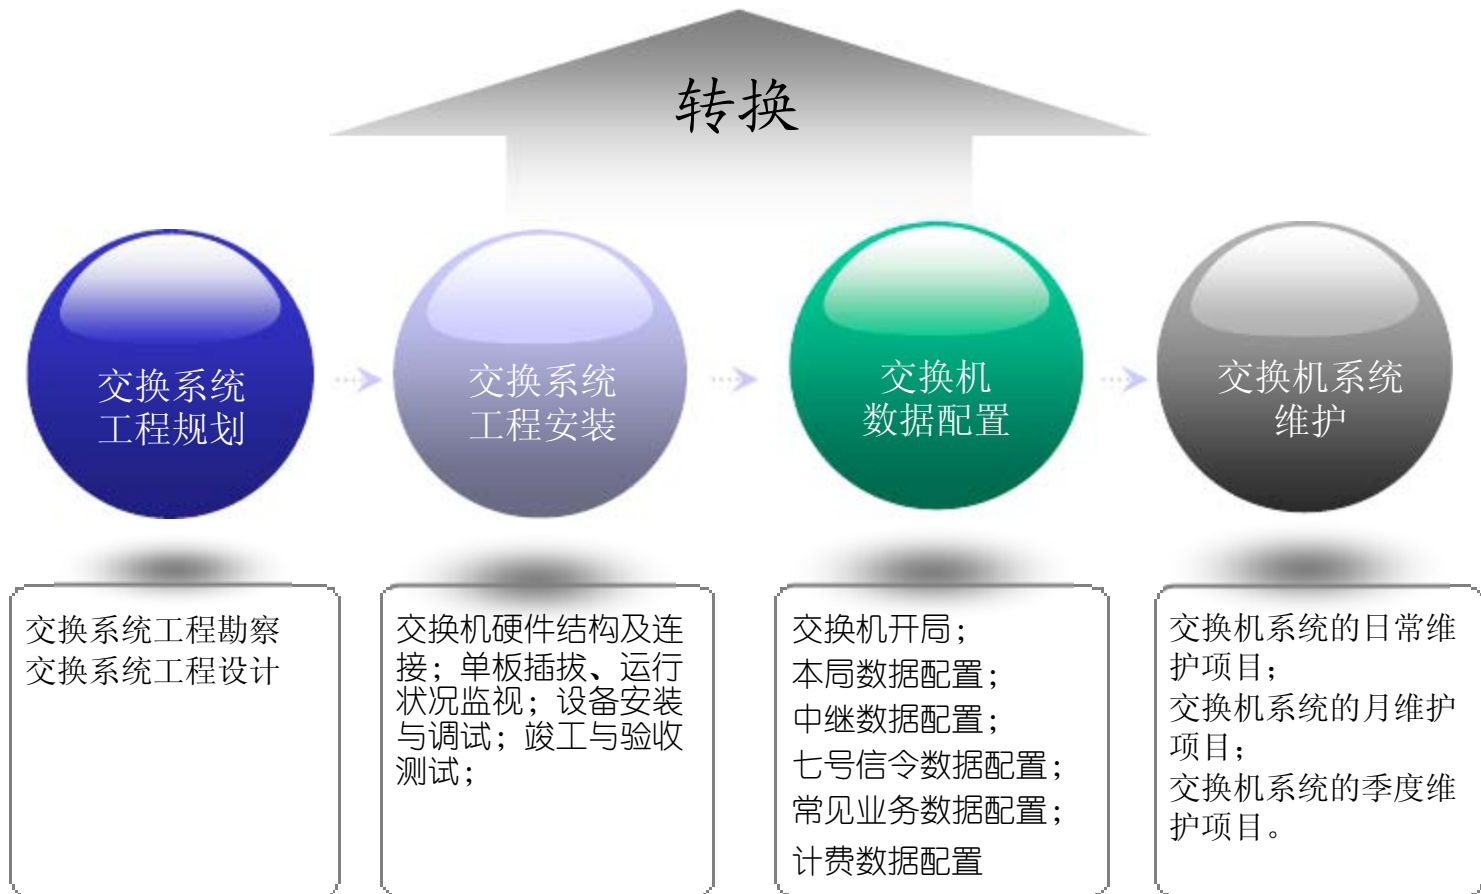 转换
交换系统
工程规划
交换系统
工程安装
交换机
数据配置
交换机系统
维护
交换系统工程勘察
交换系统工程设计
交换机硬件结构及连
接；单板插拔、运行
状况监视；设备安装
与调试；竣工与验收
测试；
交换机开局；
本局数据配置；
中继数据配置；
七号信令数据配置；
常见业务数据配置；
计费数据配置
交换机系统的日常维
护项目；
交换机系统的月维护
项目；
交换机系统的季度维
护项目。